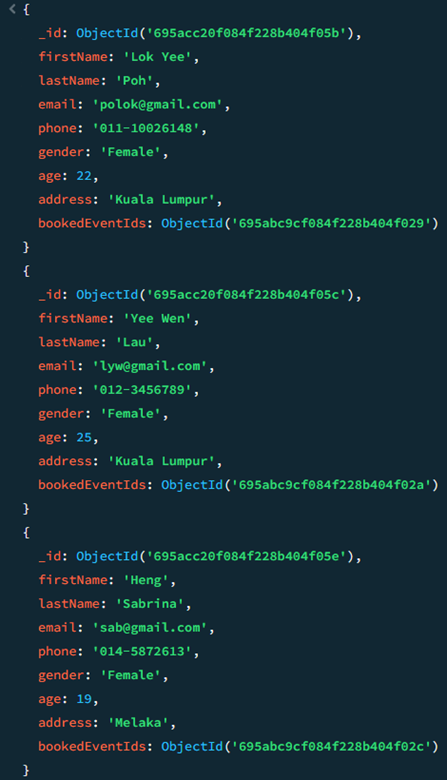 {
_id: ObjectId('695acc20f084f228b404f05b'),
firstName: 'Lok Yee',
lastName: 'Poh',
email: 'polok@gmail.com',
phone: '011-10026148',
gender: 'Female',
age: 22,
address: 'Kuala Lumpur',
bookedEventIds: ObjectId('695abc9cf084f228b404f029')
}
{
_id: ObjectId('695acc20f084f228b404f05c'),
firstName: 'Yee Wen',
lastName: 'Lau',
email: 'lyw@gmail.com',
phone: '012-3456789',
gender: 'Female',
age: 25,
address: 'Kuala Lumpur',
bookedEventIds: ObjectId('695abc9cf084f228b404f02a')
}
{
_id: ObjectId('695acc20f084f228b404f05e'),
firstName: 'Heng',
lastName: 'Sabrina',
email: 'sab@gmail.com',
phone: '014-5872613',
gender: 'Female',
age: 19,
address: 'Melaka',
bookedEventIds: ObjectId('695abc9cf084f228b404f02c')
}